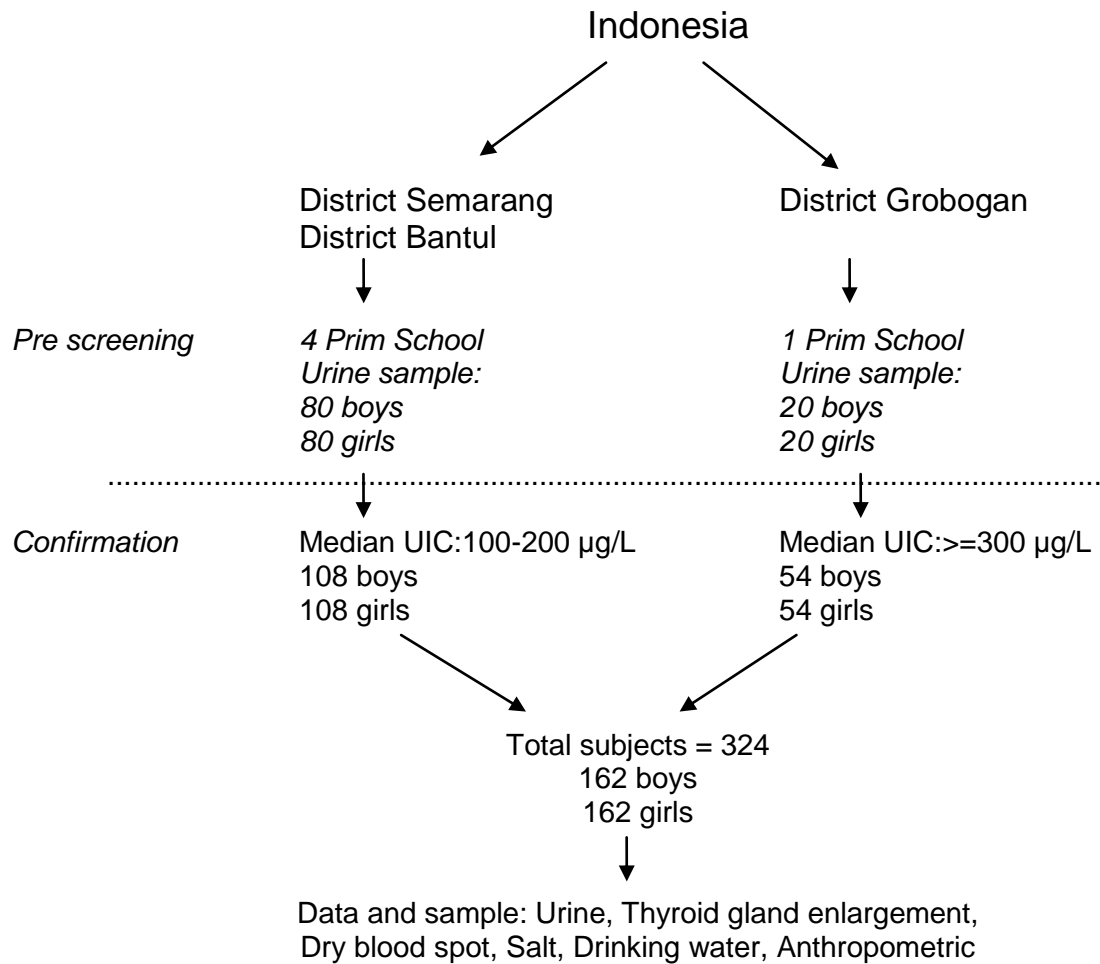 Indonesia
District Semarang
District Bantul
District Grobogan
Pre screening
4 Prim School
Urine sample:
80 boys
80 girls
1 Prim School
Urine sample:
20 boys
20 girls
Confirmation
Median UIC:100-200 µg/L
108 boys
108 girls
Median UIC:>=300 µg/L
54 boys
54 girls
Total subjects = 324
162 boys
162 girls
Data and sample: Urine, Thyroid gland enlargement,
Dry blood spot, Salt, Drinking water, Anthropometric